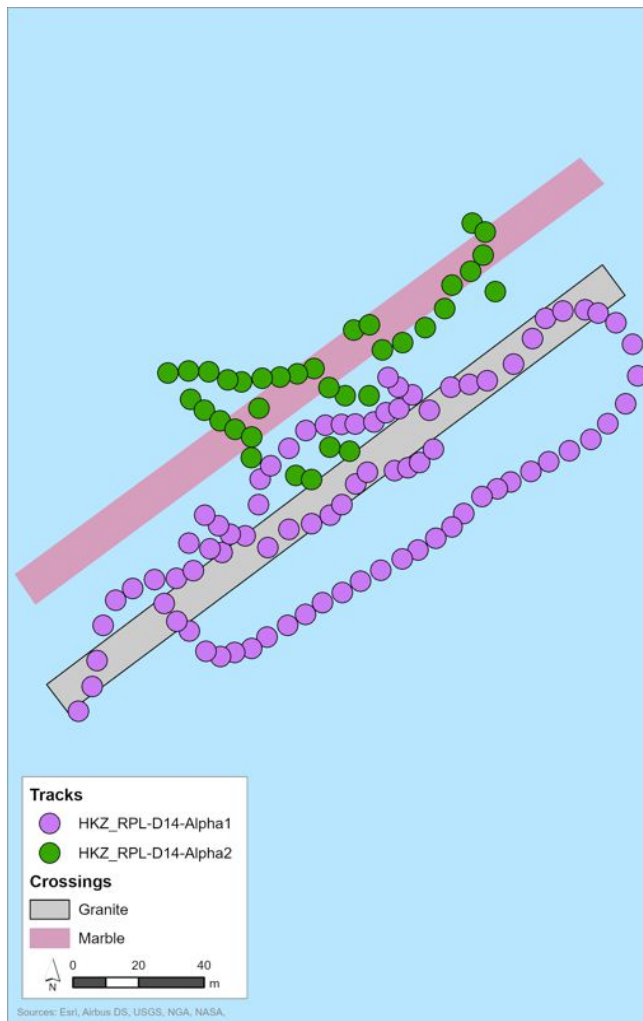 Tracks
HKZ_RPL-D14-Alpha1
HKZ_RPL-D14-Alpha2
Crossings
Granite
Marble
N
0 20 40
m
Sources: Esri, Airbus DS, USGS, NGA, NASA,